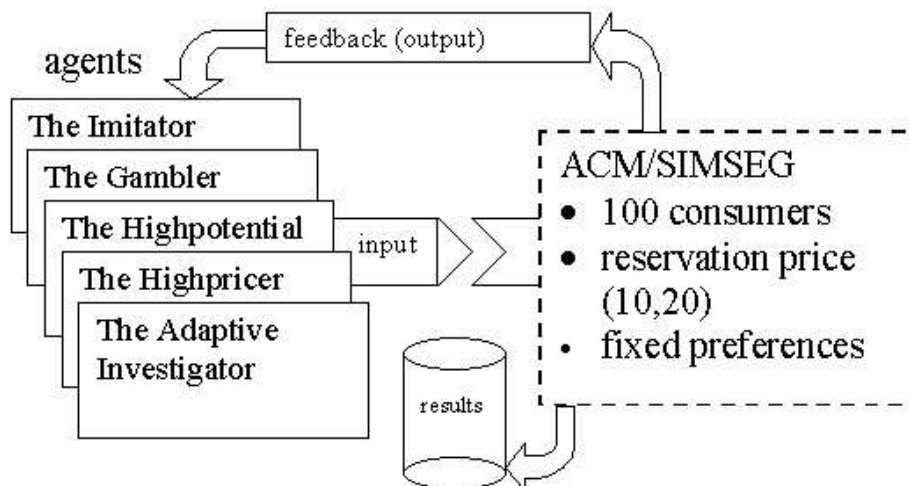 feedback (output)
agents
The Imitator
The Gambler
The Highpotential
The Highpricer
The Adaptive
Investigator
input
ACM/SIMSEG
• 100 consumers
• reservation price
(10,20)
• fixed preferences
results